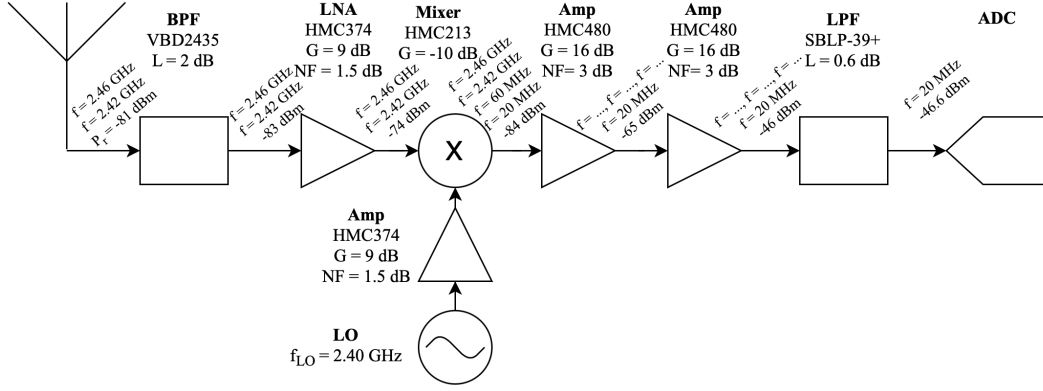 BPF
VBD2435
L = 2 dB
LNA
HMC374
G = 9 dB
NF = 1.5 dB
Mixer
HMC213
G = -10 dB
Amp
HMC480
G = 16 dB
NF= 3 dB
Amp
HMC480
G = 16 dB
NF= 3 dB
LPF
SBLP-39+
L = 0.6 dB
ADC
f = 2.46 GHz
f = 2.42 GHz
Pr = -81 dBm
f = 2.46 GHz
f = 2.42 GHz
-83 dBm
f = 2.46 GHz
f = 2.42 GHz
-74 dBm
f = 2.46 GHz
f = 2.42 GHz
f = 60 MHz
f = 20 MHz
-84 dBm
f = ..., f = ..., f = ...
f = 20 MHz
-65 dBm
f = ..., f = ..., f = ...
f = 20 MHz
-46 dBm
f = 20 MHz
-46.6 dBm
X
Amp
HMC374
G = 9 dB
NF = 1.5 dB
LO
fLO = 2.40 GHz